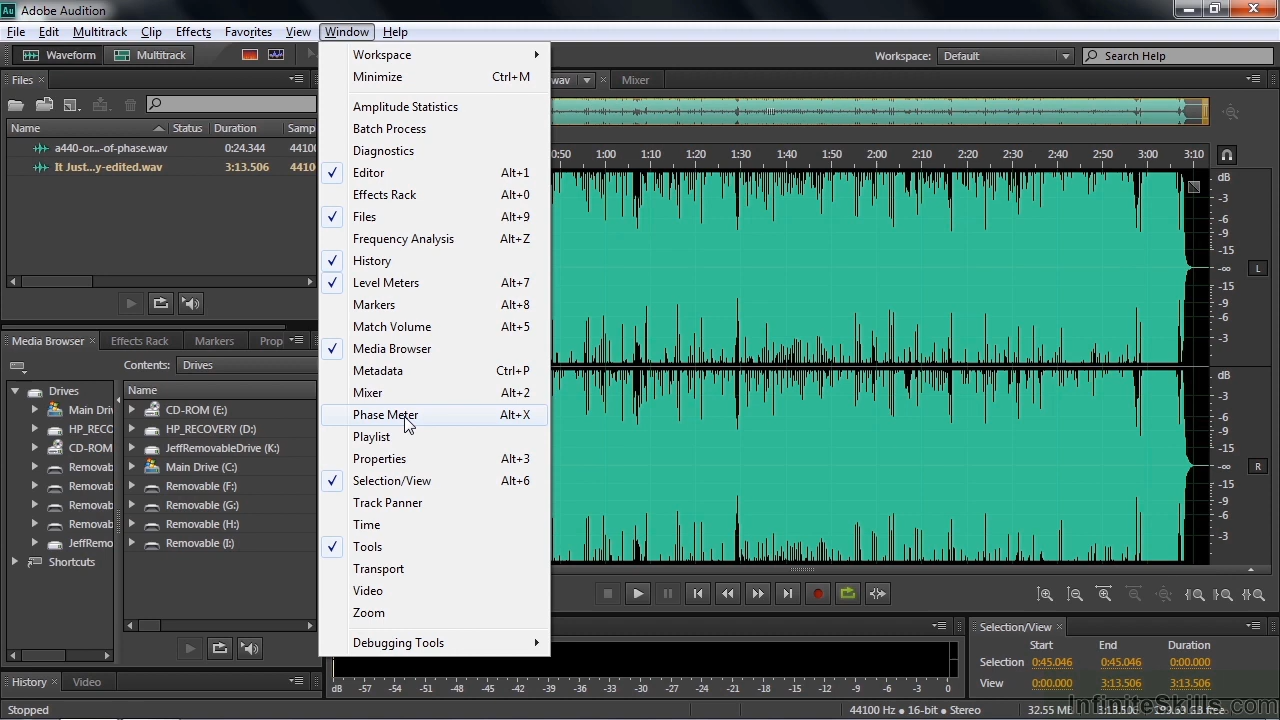 Au Adobe Audition
File Edit Multitrack Clip Effects Favorites View Window Help
Waveform Multitrack Workspace: Default Search Help
Files × wav × Mixer
Name Status Duration Samp
a440-or...-of-phase.wav 0:24.344 44100
It Just...y-edited.wav 3:13.506 4410
Workspace
Minimize Ctrl+M
Amplitude Statistics
Batch Process
Diagnostics
Editor Alt+1
Effects Rack Alt+0
Files Alt+9
Frequency Analysis Alt+Z
History
Level Meters Alt+7
Markers Alt+8
Match Volume Alt+5
Media Browser
Metadata Ctrl+P
Mixer Alt+2
Phase Meter Alt+X
Playlist
Properties Alt+3
Selection/View Alt+6
Track Panner
Time
Tools
Transport
Video
Zoom
Debugging Tools
0:50 1:00 1:10 1:20 1:30 1:40 1:50 2:00 2:10 2:20 2:30 2:40 2:50 3:00 3:10
dB
-3
-6
-9
-15
-∞ L
-15
-9
-6
-3
dB
-3
-6
-9
-15
-∞ R
-15
-9
-6
-3
Media Browser × Effects Rack Markers Prop
Contents: Drives
Drives
Main Driv
HP_RECO
CD-ROM
Removab
Removab
Removab
Removab
JeffRemo
Shortcuts
Name
CD-ROM (E:)
HP_RECOVERY (D:)
JeffRemovableDrive (K:)
Main Drive (C:)
Removable (F:)
Removable (G:)
Removable (H:)
Removable (I:)
History × Video
dB -57 -54 -51 -48 -45 -42 -39 -36 -33 -30 -27 -24 -21 -18 -15 -12 -9 -6 -3 0
Selection/View ×
Start End Duration
Selection 0:45.046 0:45.046 0:00.000
View 0:00.000 3:13.506 3:13.506
Stopped 44100 Hz • 16-bit • Stereo 32.55 MB 3:13.506 free
InfiniteSkills.com